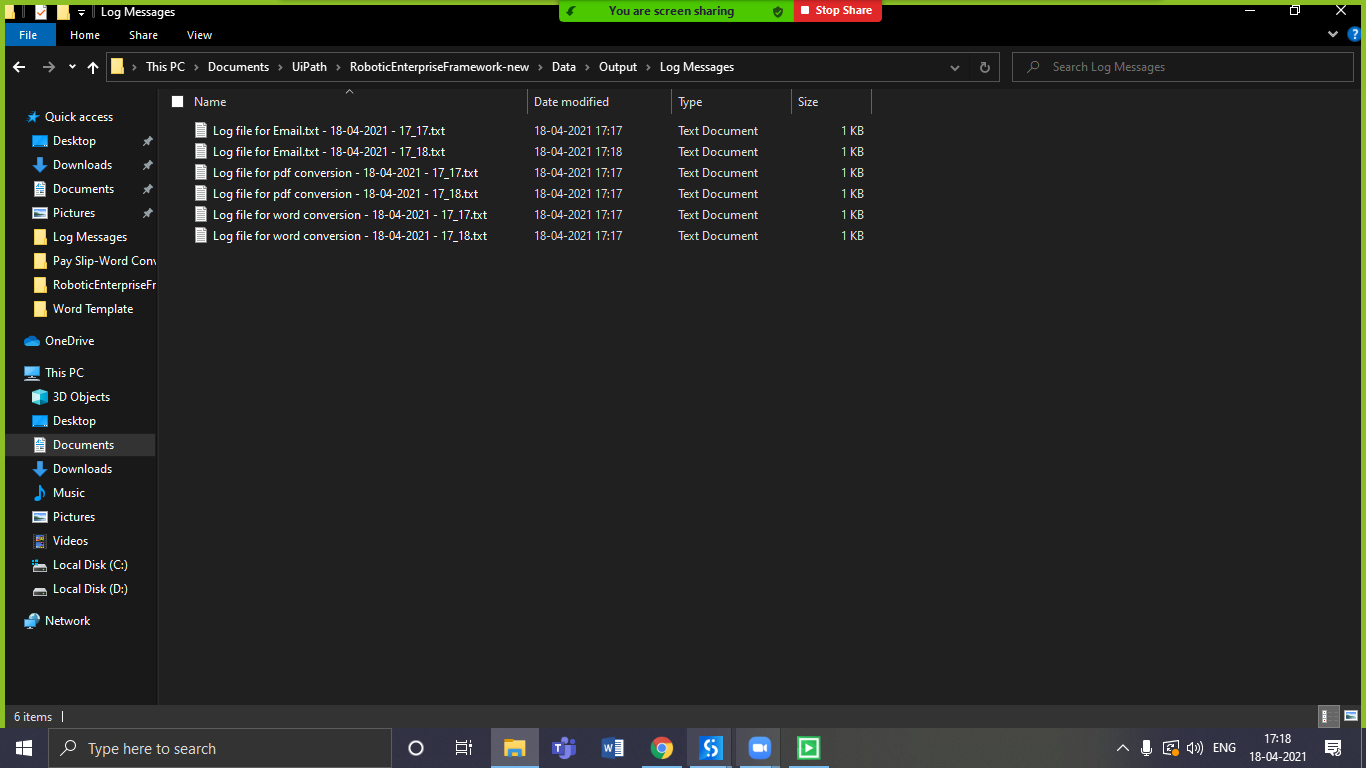 Log Messages
You are screen sharing
Stop Share
File Home Share View
This PC Documents UiPath RoboticEnterpriseFramework-new Data Output Log Messages
Search Log Messages
Name Date modified Type Size
Log file for Email.txt - 18-04-2021 - 17_17.txt 18-04-2021 17:17 Text Document 1 KB
Log file for Email.txt - 18-04-2021 - 17_18.txt 18-04-2021 17:18 Text Document 1 KB
Log file for pdf conversion - 18-04-2021 - 17_17.txt 18-04-2021 17:17 Text Document 1 KB
Log file for pdf conversion - 18-04-2021 - 17_18.txt 18-04-2021 17:17 Text Document 1 KB
Log file for word conversion - 18-04-2021 - 17_17.txt 18-04-2021 17:17 Text Document 1 KB
Log file for word conversion - 18-04-2021 - 17_18.txt 18-04-2021 17:17 Text Document 1 KB
Quick access
Desktop
Downloads
Documents
Pictures
Log Messages
Pay Slip-Word Conv
RoboticEnterpriseFr
Word Template
OneDrive
This PC
3D Objects
Desktop
Documents
Downloads
Music
Pictures
Videos
Local Disk (C:)
Local Disk (D:)
Network
6 items
Type here to search
ENG
17:18
18-04-2021